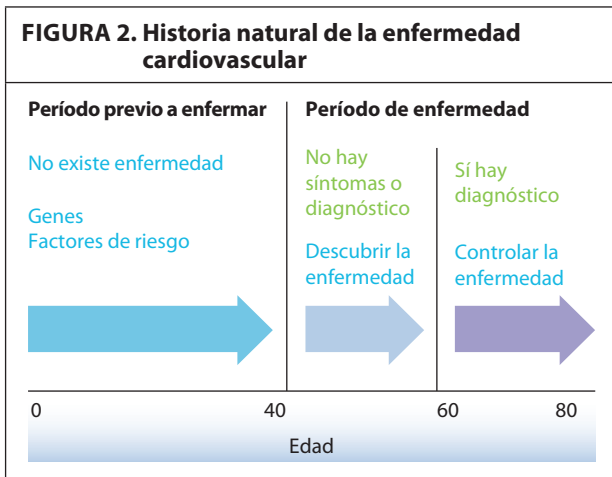 FIGURA 2. Historia natural de la enfermedad
cardiovascular
Período previo a enfermar
Período de enfermedad
No existe enfermedad
Genes
Factores de riesgo
No hay
síntomas o
diagnóstico
Descubrir la
enfermedad
Sí hay
diagnóstico
Controlar la
enfermedad
0 40 60 80
Edad